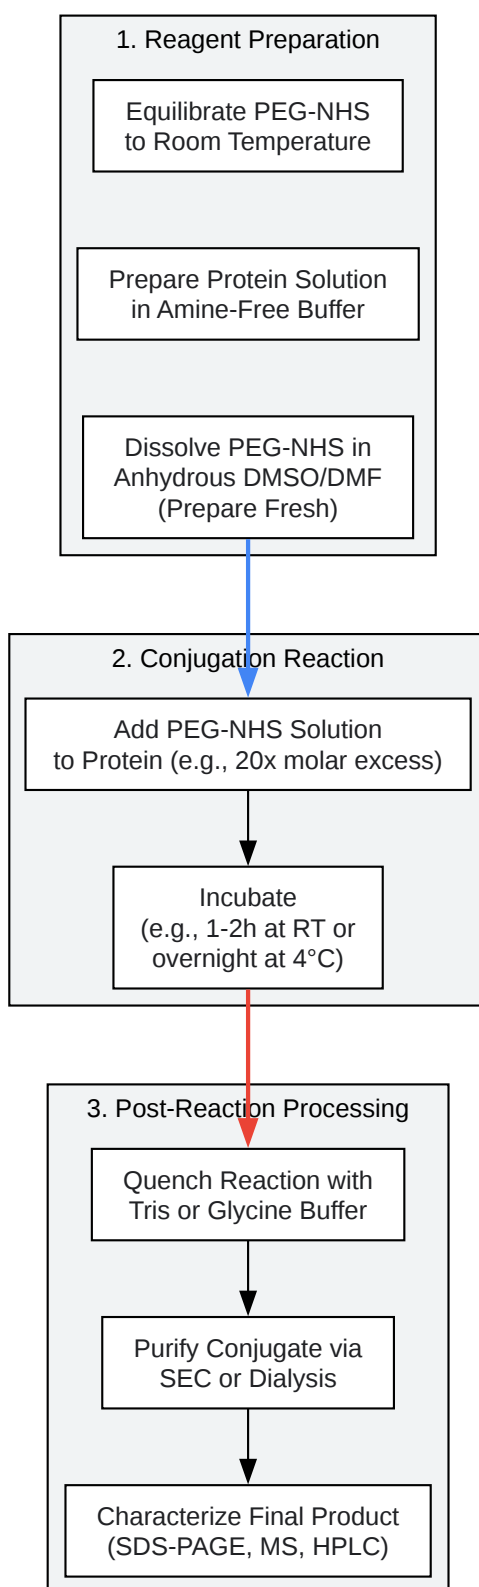 1. Reagent Preparation
Equilibrate PEG-NHS
to Room Temperature
Prepare Protein Solution
in Amine-Free Buffer
Dissolve PEG-NHS in
Anhydrous DMSO/DMF
(Prepare Fresh)
2. Conjugation Reaction
Add PEG-NHS Solution
to Protein (e.g., 20x molar excess)
Incubate
(e.g., 1-2h at RT or
overnight at 4°C)
3. Post-Reaction Processing
Quench Reaction with
Tris or Glycine Buffer
Purify Conjugate via
SEC or Dialysis
Characterize Final Product
(SDS-PAGE, MS, HPLC)